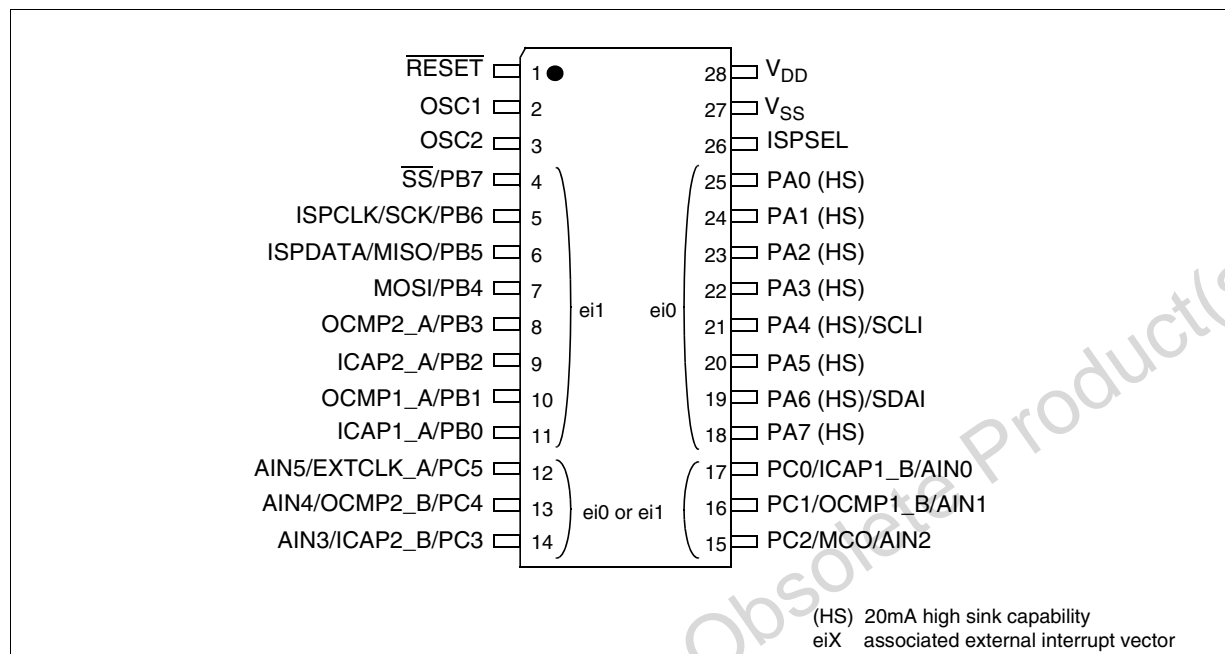 RESET 1 28 VDD
OSC1 2 27 VSS
OSC2 3 26 ISPSEL
SS/PB7 4 25 PA0 (HS)
ISPCLK/SCK/PB6 5 24 PA1 (HS)
ISPDATA/MISO/PB5 6 23 PA2 (HS)
MOSI/PB4 7 22 PA3 (HS)
ei1 ei0
OCMP2_A/PB3 8 21 PA4 (HS)/SCLI
ICAP2_A/PB2 9 20 PA5 (HS)
OCMP1_A/PB1 10 19 PA6 (HS)/SDAI
ICAP1_A/PB0 11 18 PA7 (HS)
AIN5/EXTCLK_A/PC5 12 17 PC0/ICAP1_B/AIN0
AIN4/OCMP2_B/PC4 13 ei0 or ei1 16 PC1/OCMP1_B/AIN1
AIN3/ICAP2_B/PC3 14 15 PC2/MCO/AIN2
(HS) 20mA high sink capability
eiX associated external interrupt vector
Obsolete Product(s